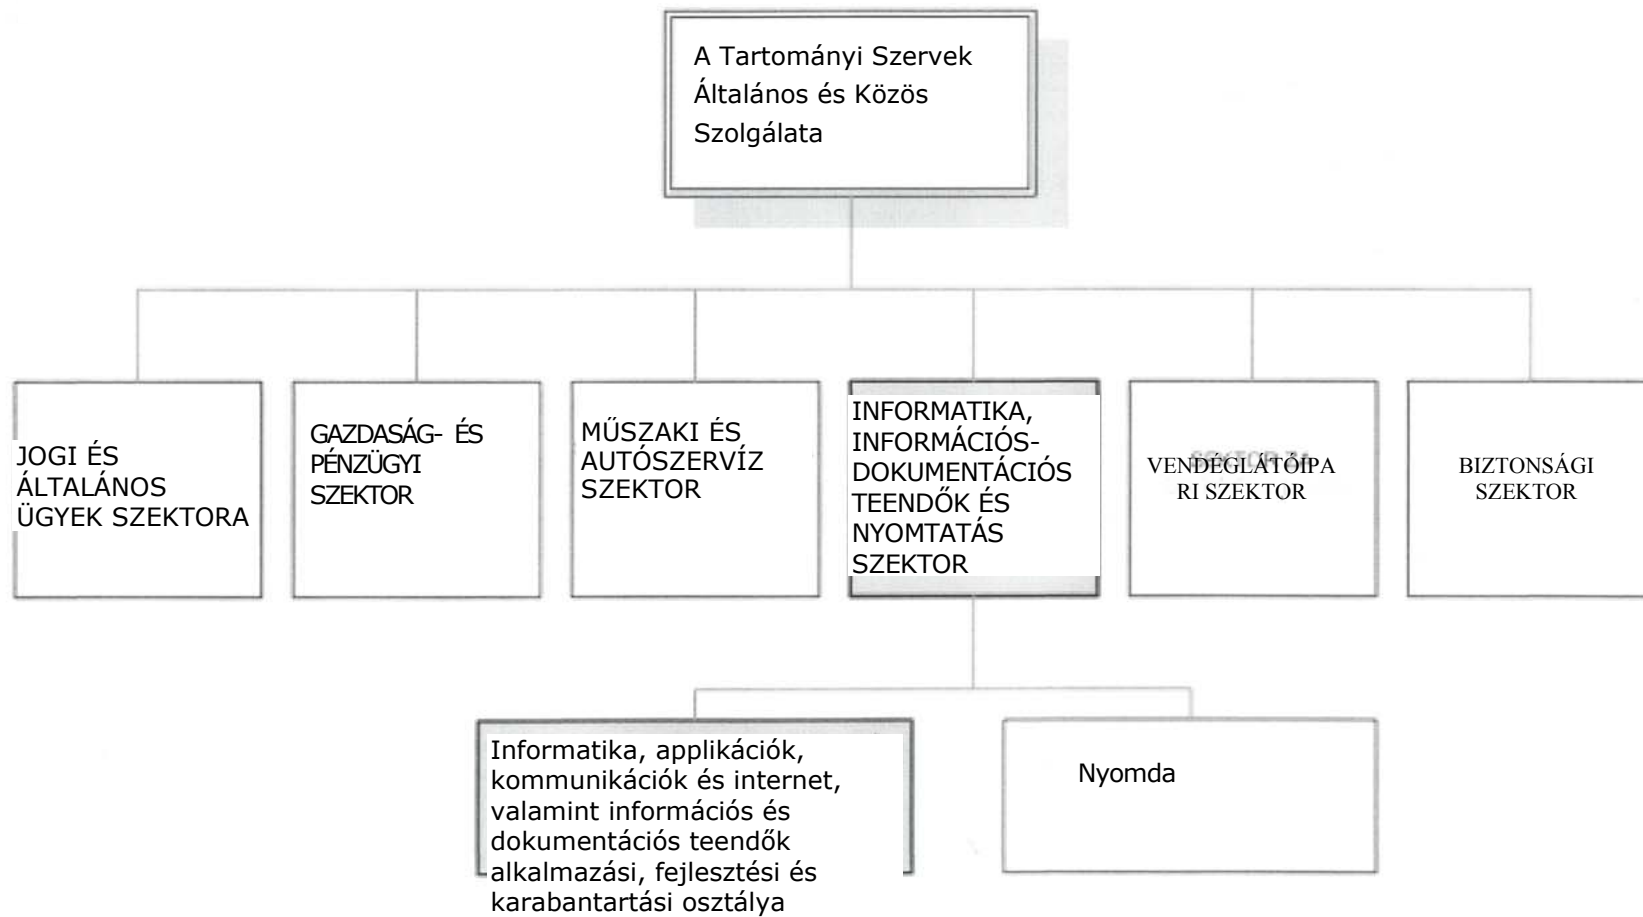 A Tartományi Szervek
Általános és Közös
Szolgálata
JOGI ÉS
ÁLTALÁNOS
ÜGYEK SZEKTORA
GAZDASÁG- ÉS
PÉNZÜGYI
SZEKTOR
MŰSZAKI ÉS
AUTÓSZERVÍZ
SZEKTOR
INFORMATIKA,
INFORMÁCIÓS-
DOKUMENTÁCIÓS
TEENDŐK ÉS
NYOMTATÁS
SZEKTOR
VENDÉGLÁTÓIPA
RI SZEKTOR
BIZTONSÁGI
SZEKTOR
Informatika, applikációk,
kommunikációk és internet,
valamint információs és
dokumentációs teendők
alkalmazási, fejlesztési és
karabantartási osztálya
Nyomda